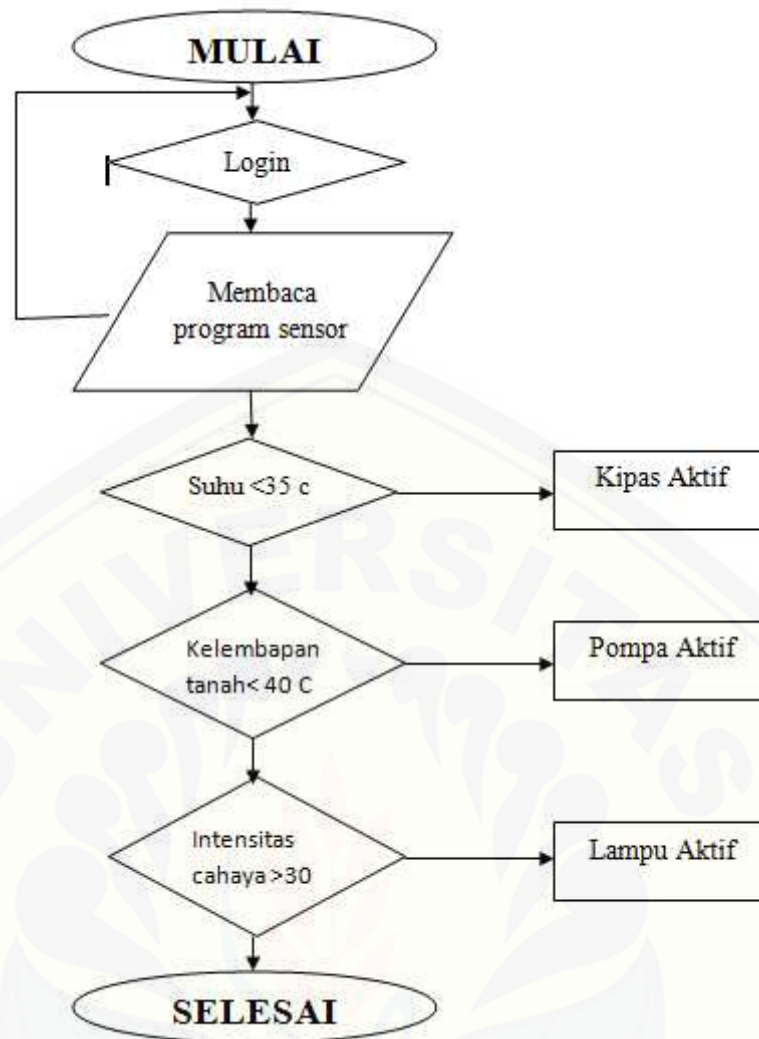 MULAI
Login
Membaca
program sensor
Suhu <35 c
Kipas Aktif
Kelembapan
tanah< 40 C
Pompa Aktif
Intensitas
cahaya >30
Lampu Aktif
SELESAI
UNIVERSITAS